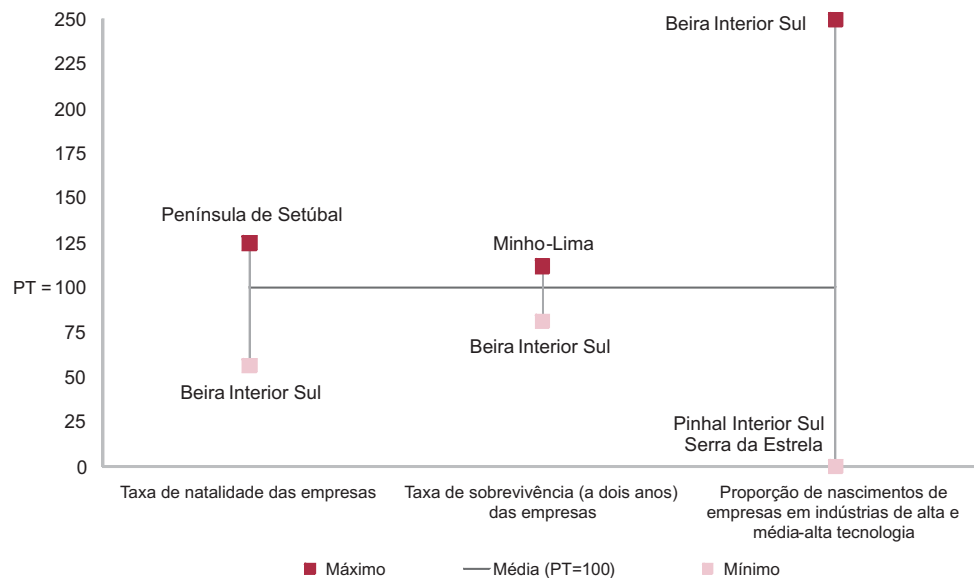 250
225
200
175
150
125
PT = 100
75
50
25
0
Beira Interior Sul
Península de Setúbal
Minho-Lima
Beira Interior Sul
Beira Interior Sul
Pinhal Interior Sul
Serra da Estrela
Taxa de natalidade das empresas
Taxa de sobrevivência (a dois anos)
das empresas
Proporção de nascimentos de
empresas em indústrias de alta e
média-alta tecnologia
Máximo
Média (PT=100)
Mínimo